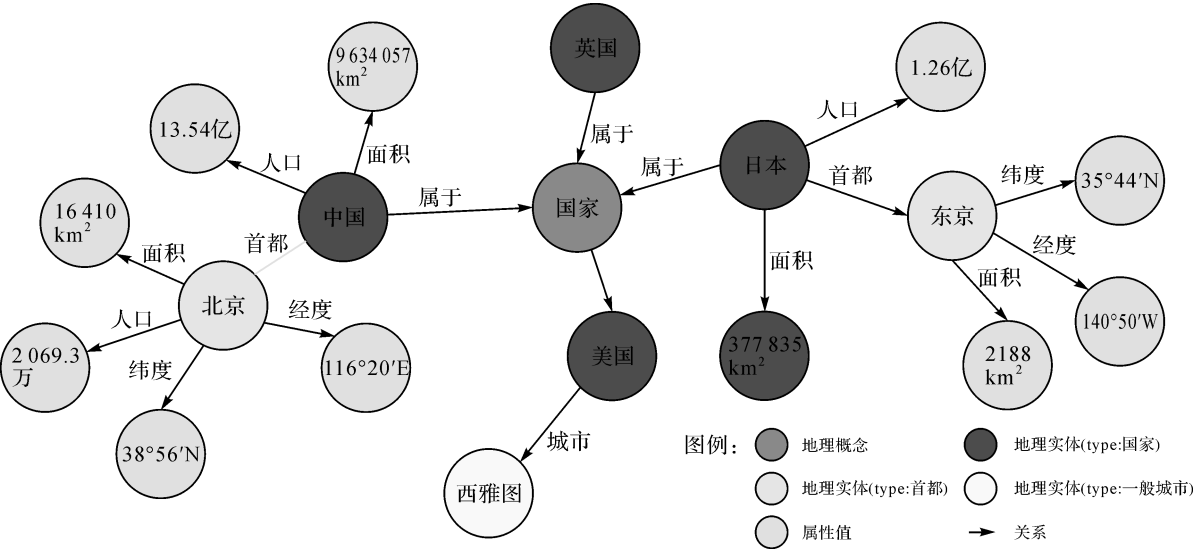 英国
9 634 057
km²
1.26亿
13.54亿
人口
面积
属于
人口
日本
属于
首都
纬度
35°44′N
16 410
km²
中国
属于
国家
东京
首都
面积
面积
经度
面积
北京
经度
人口
140°50′W
2 069.3
万
纬度
116°20′E
美国
377 835
km²
2188
km²
38°56′N
城市
西雅图
图例：
地理概念
地理实体(type:国家)
地理实体(type:首都)
地理实体(type:一般城市)
属性值
关系